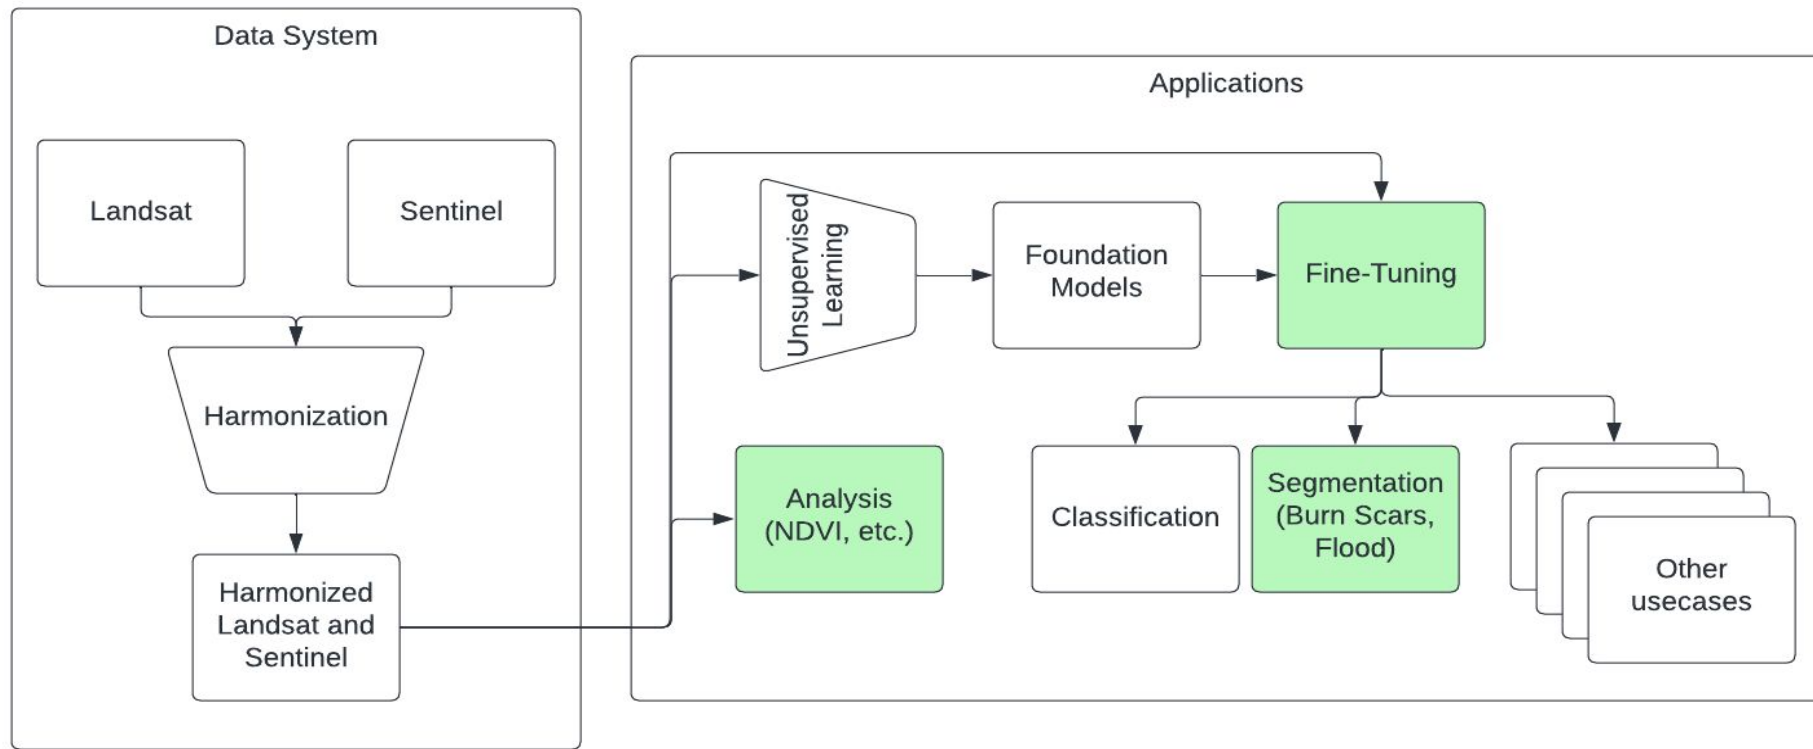 Data System
Landsat
Sentinel
Harmonization
Harmonized
Landsat and
Sentinel
Applications
Unsupervised
Learning
Foundation
Models
Fine-Tuning
Analysis
(NDVI, etc.)
Classification
Segmentation
(Burn Scars,
Flood)
Other
usecases